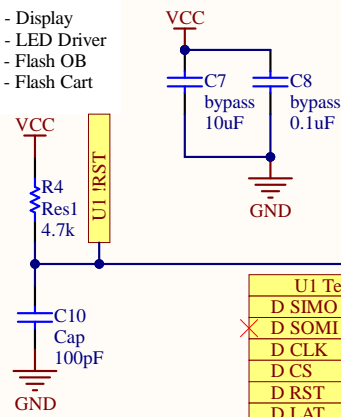 - Display
- LED Driver
- Flash OB
- Flash Cart
VCC
C7
bypass
10uF
C8
bypass
0.1uF
GND
VCC
R4
Res1
4.7k
U1 !RST
C10
Cap
100pF
GND
U1 Te
D SIMO
D SOMI
D CLK
D CS
D RST
D LAT